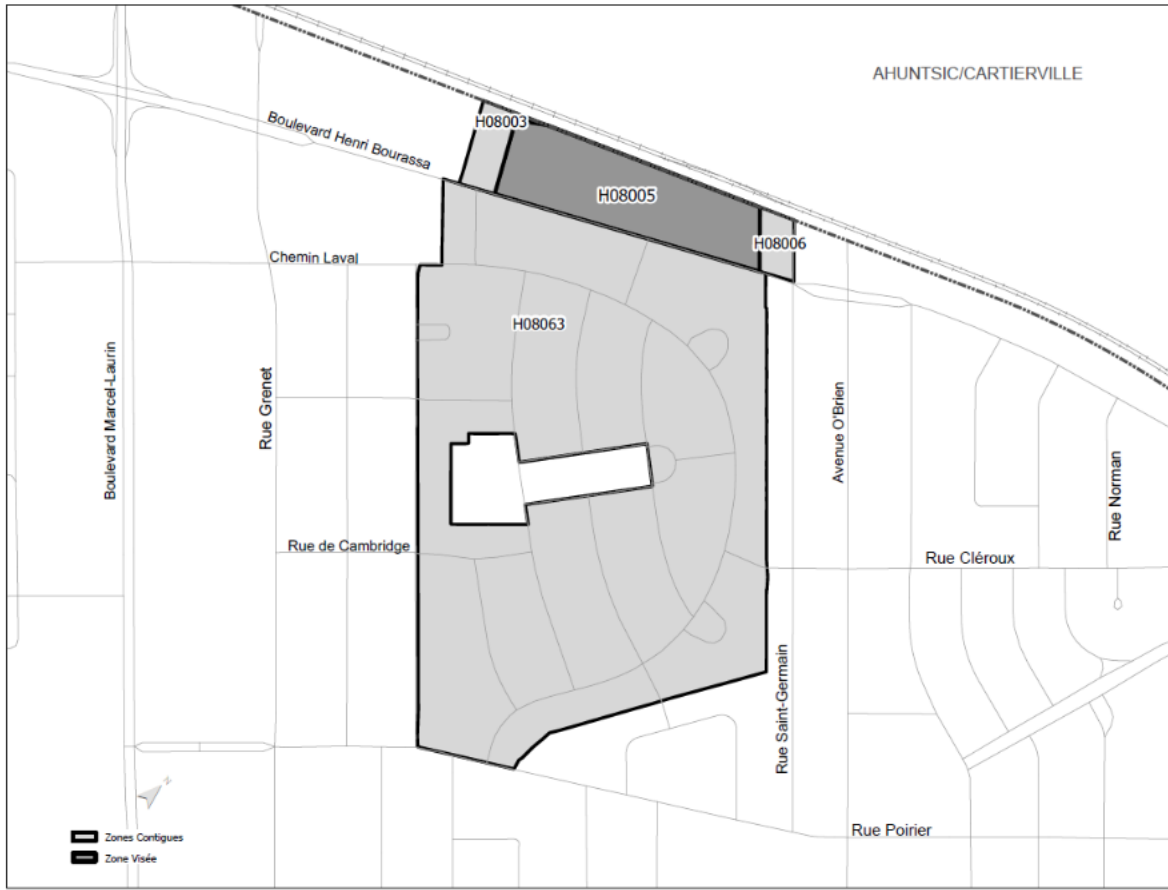 AHUNTSIC/CARTIERVILLE
H08003
Boulevard Henri Bourassa
H08005
H08006
Chemin Laval
H08063
Boulevard Marcel-Laurin
Rue Grenet
Avenue O'Brien
Rue Norman
Rue de Cambridge
Rue Cléroux
Rue Saint-Germain
N
Zones Contigues
Zone Visée
Rue Poirier